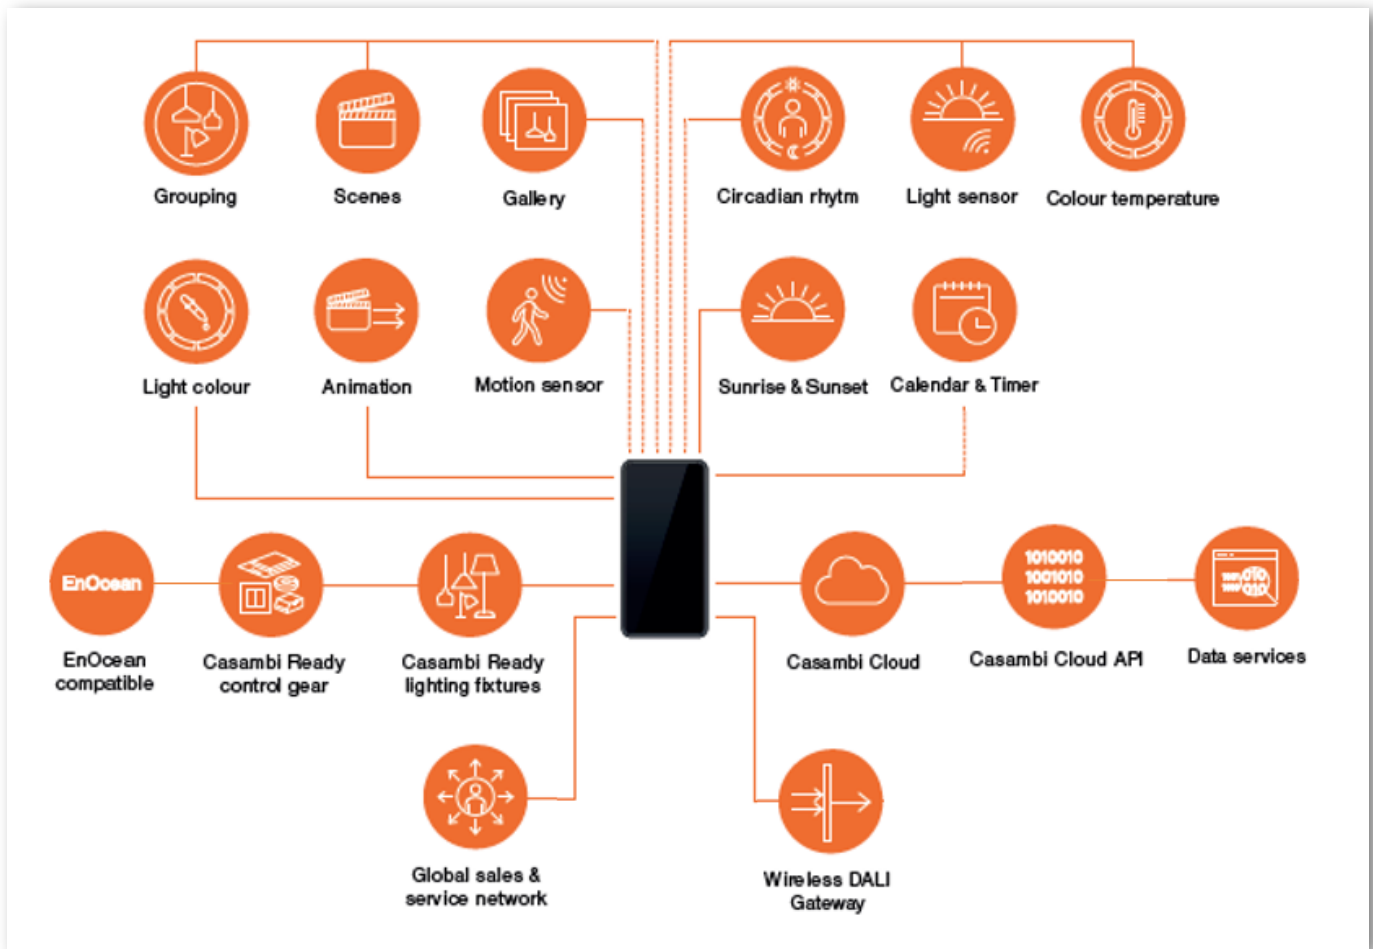 Grouping
Scenes
Gallery
Circadian rhytm
Light sensor
Colour temperature
Light colour
Animation
Motion sensor
Sunrise & Sunset
Calendar & Timer
EnOcean
EnOcean
compatible
Casambi Ready
control gear
Casambi Ready
lighting fixtures
Casambi Cloud
1010010
1001010
1010010
Casambi Cloud API
Data services
Global sales &
service network
Wireless DALI
Gateway